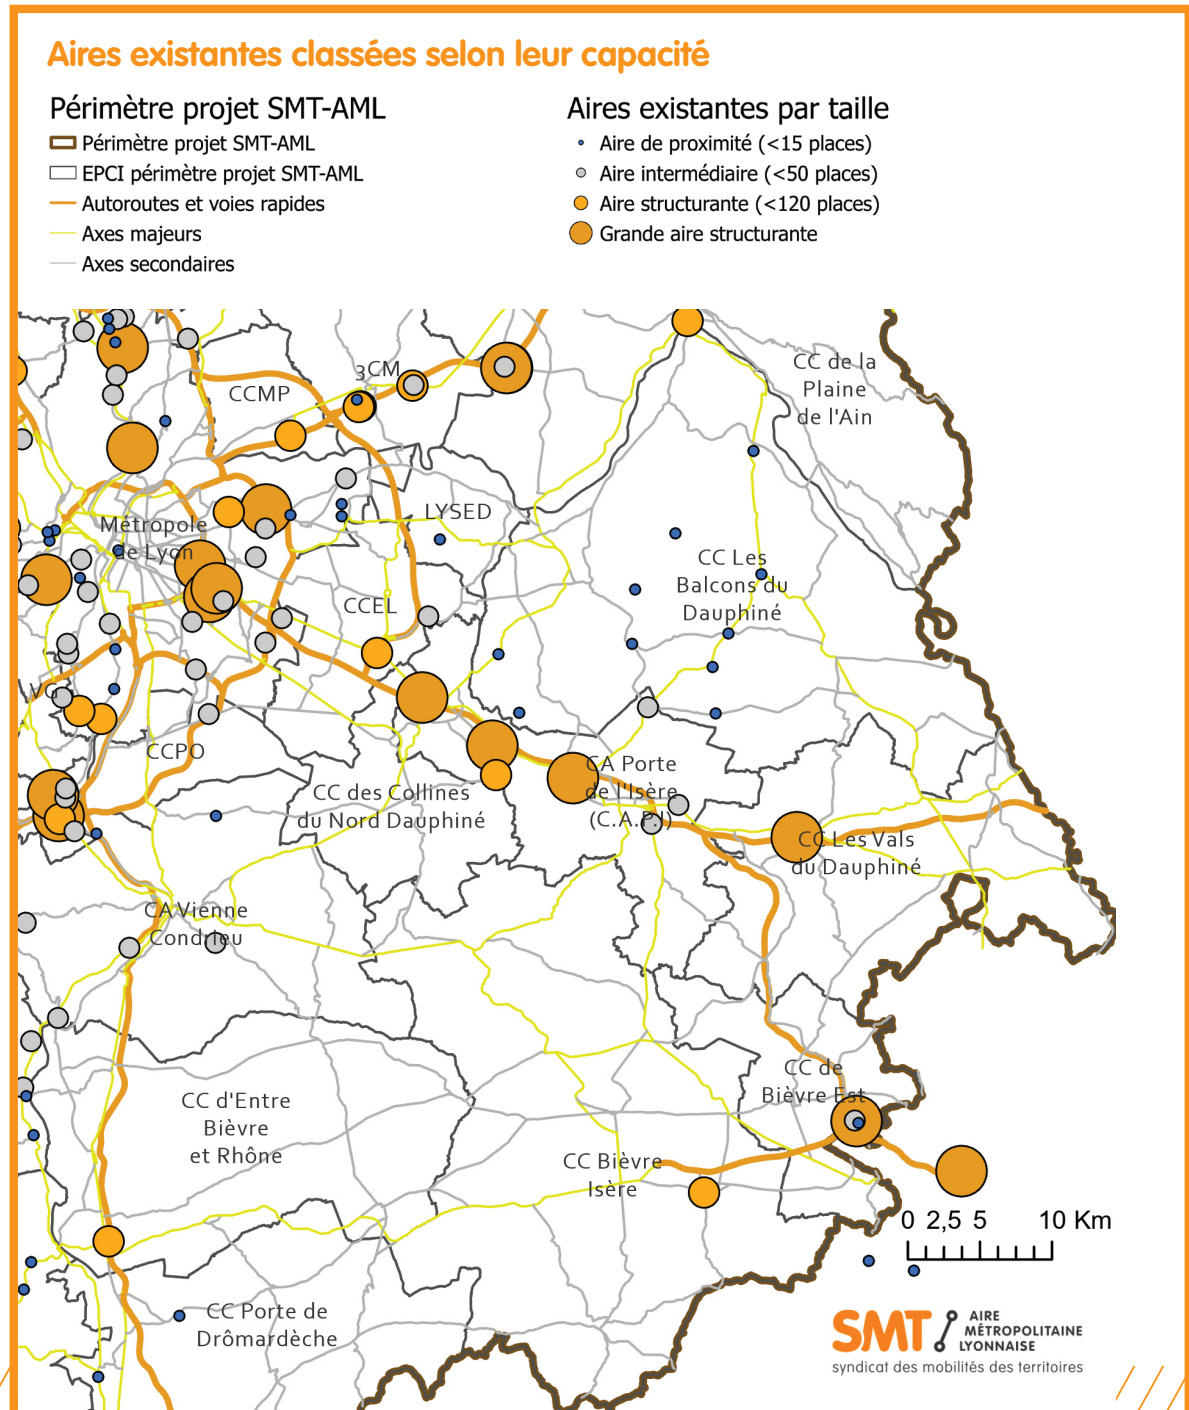 Aires existantes classées selon leur capacité
Périmètre projet SMT-AML
Périmètre projet SMT-AML
EPCI périmètre projet SMT-AML
Autoroutes et voies rapides
Axes majeurs
Axes secondaires
Aires existantes par taille
Aire de proximité (<15 places)
Aire intermédiaire (<50 places)
Aire structurante (<120 places)
Grande aire structurante
3CM
CCMP
CC de la
Plaine
de l'Ain
LYSED
Métropole
de Lyon
CC Les
Balcons du
Dauphiné
CCEL
CCPO
CA Porte
de l'Isère
(C.A.P.I)
CC des Collines
du Nord Dauphiné
CC Les Vals
du Dauphiné
CA Vienne
Condrieu
CC de
Bièvre Est
CC d'Entre
Bièvre
et Rhône
CC Bièvre
Isère
0 2,5 5 10 Km
CC Porte de
Drômardèche
SMT
AIRE
MÉTROPOLITAINE
LYONNAISE
syndicat des mobilités des territoires